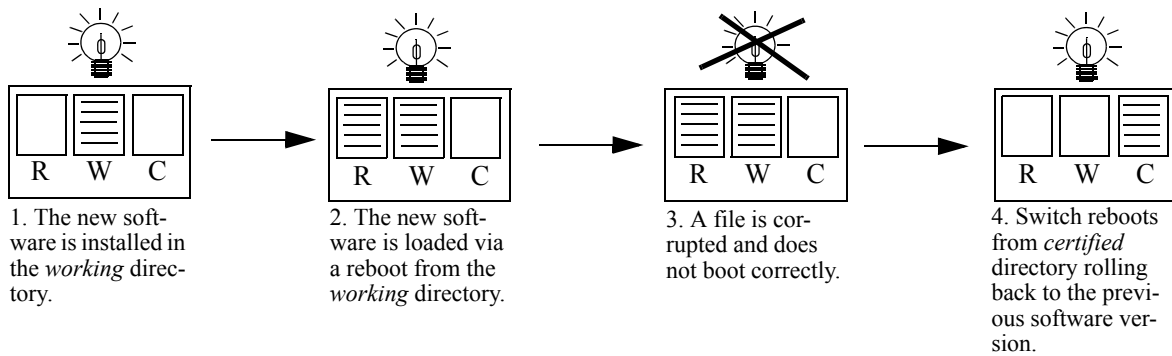 R W C
1. The new soft-
ware is installed in
the working direc-
tory.
R W C
2. The new soft-
ware is loaded via
a reboot from the
working directory.
R W C
3. A file is cor-
rupted and does
not boot correctly.
R W C
4. Switch reboots
from certified
directory rolling
back to the previ-
ous software ver-
sion.